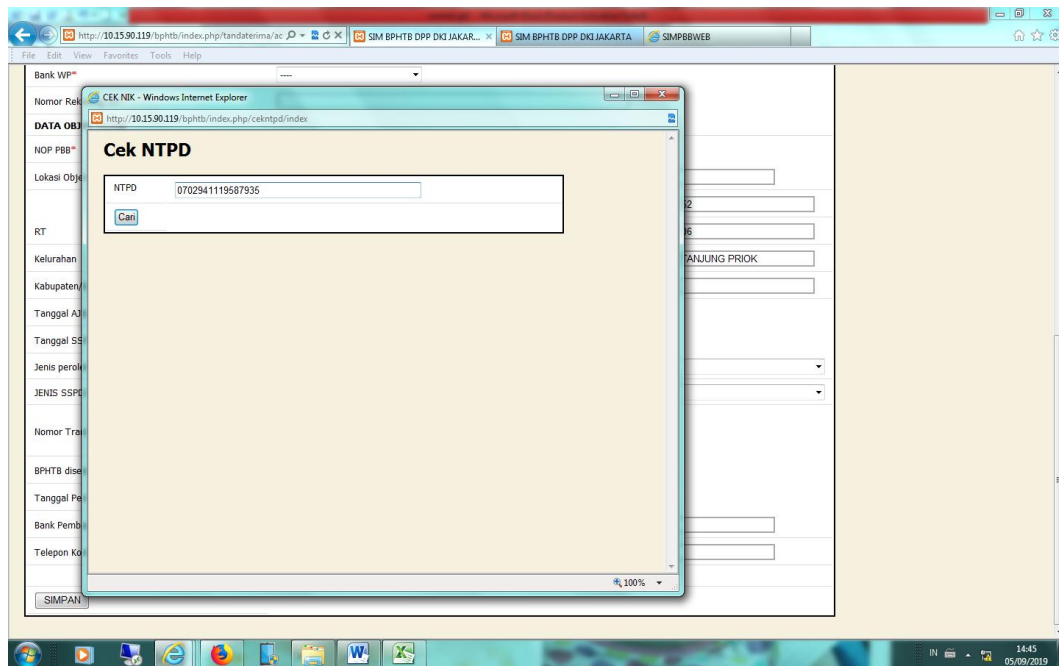 http://10.15.90.119/bphtb/index.php/tandaterima/ac
SIM BPHTB DPP DKI JAKAR...
SIM BPHTB DPP DKI JAKARTA
SIMPBBWEB
File Edit View Favorites Tools Help
Bank WP*
----
Nomor Rek
CEK NIK - Windows Internet Explorer
http://10.15.90.119/bphtb/index.php/cekntpd/index
Cek NTPD
NTPD 0702941119587935
Cari
DATA OBJ
NOP PBB*
Lokasi Obje
52
RT
06
Kelurahan
TANJUNG PRIOK
Kabupaten/
Tanggal AJ
Tanggal SS
Jenis perole
JENIS SSPD
Nomor Tra
BPHTB dise
Tanggal Pe
Bank Pemb
Telepon Ko
100%
SIMPAN
IN
14:45
05/09/2019